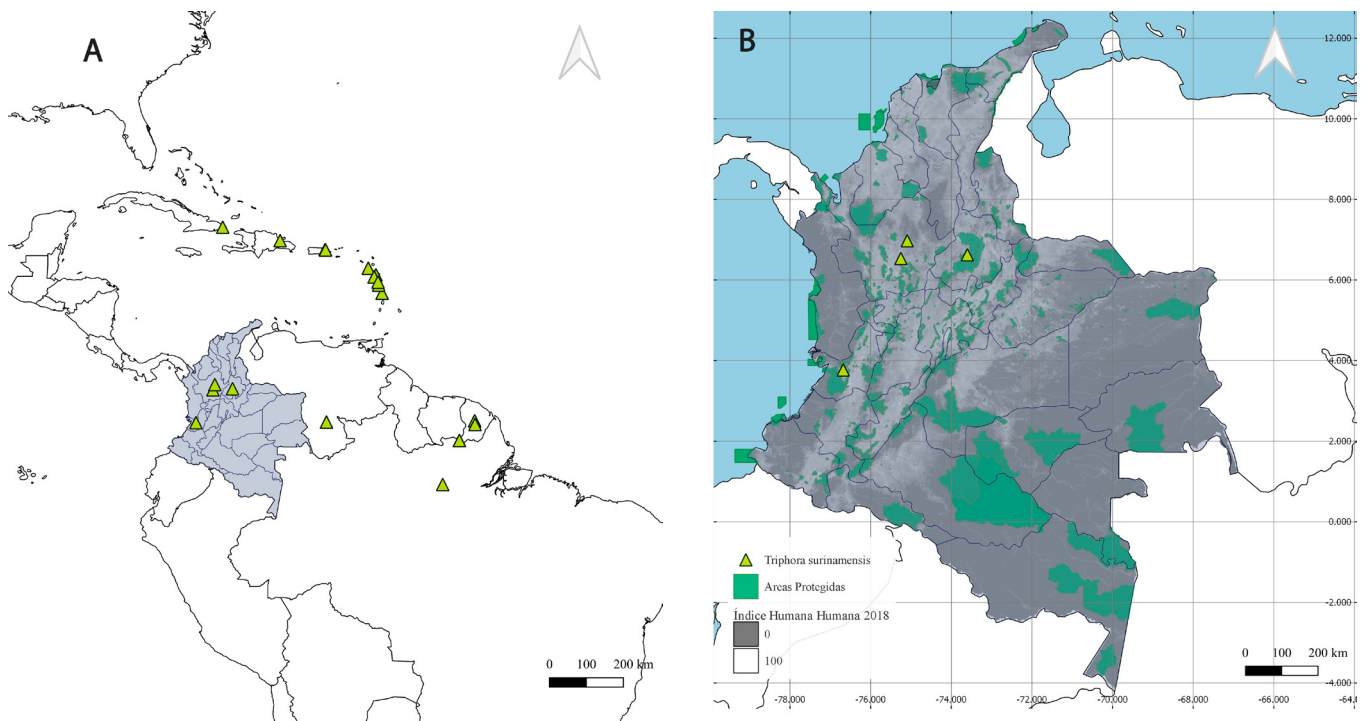 A
0 100 200 km
B
12.000
10.000
8.000
6.000
4.000
2.000
0.000
-2.000
-4.000
Triphora surinamensis
Areas Protegidas
Índice Humana Humana 2018
0
100
0 100 200 km
-78.000 -76.000 -74.000 -72.000 -70.000 -68.000 -66.000 -64.0